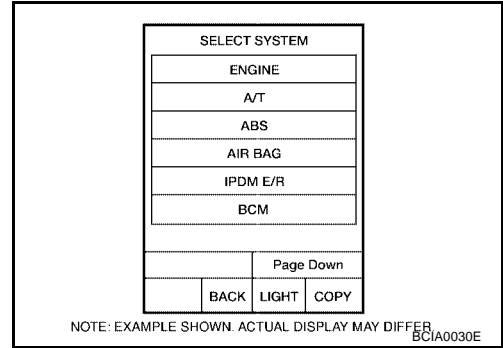 SELECT SYSTEM
ENGINE
A/T
ABS
AIR BAG
IPDM E/R
BCM
Page Down
BACK LIGHT COPY
NOTE: EXAMPLE SHOWN. ACTUAL DISPLAY MAY DIFFER.
BCIA0030E